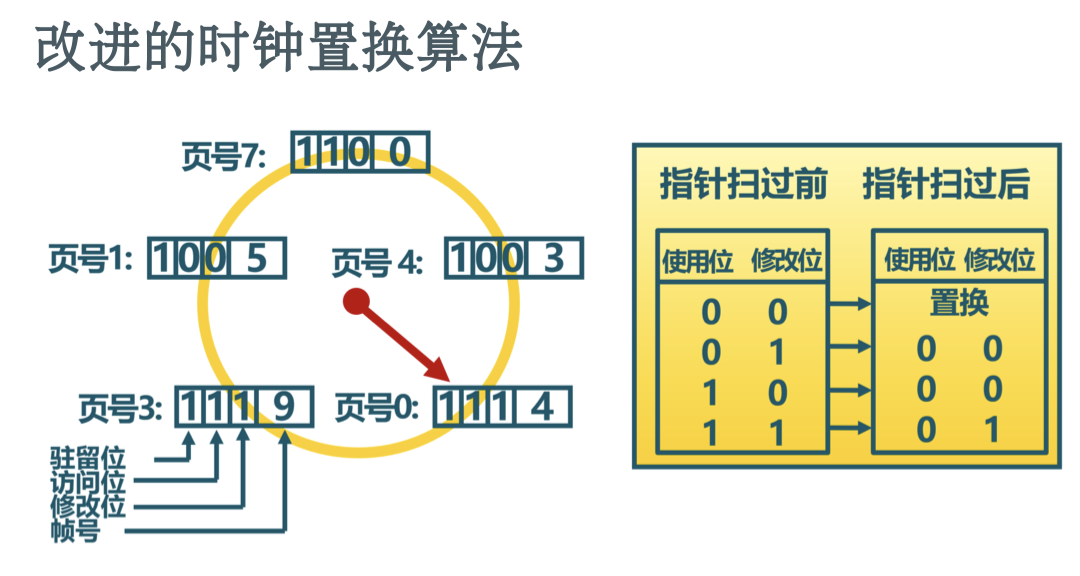 改进的时钟置换算法
页号7: 1 1 0 0
页号1: 1 0 0 5
页号 4: 1 0 0 3
页号3: 1 1 1 9
页号0: 1 1 1 4
驻留位
访问位
修改位
帧号
指针扫过前 指针扫过后
使用位 修改位 使用位 修改位
0 0 置换
0 1 0 0
1 0 0 0
1 1 0 1